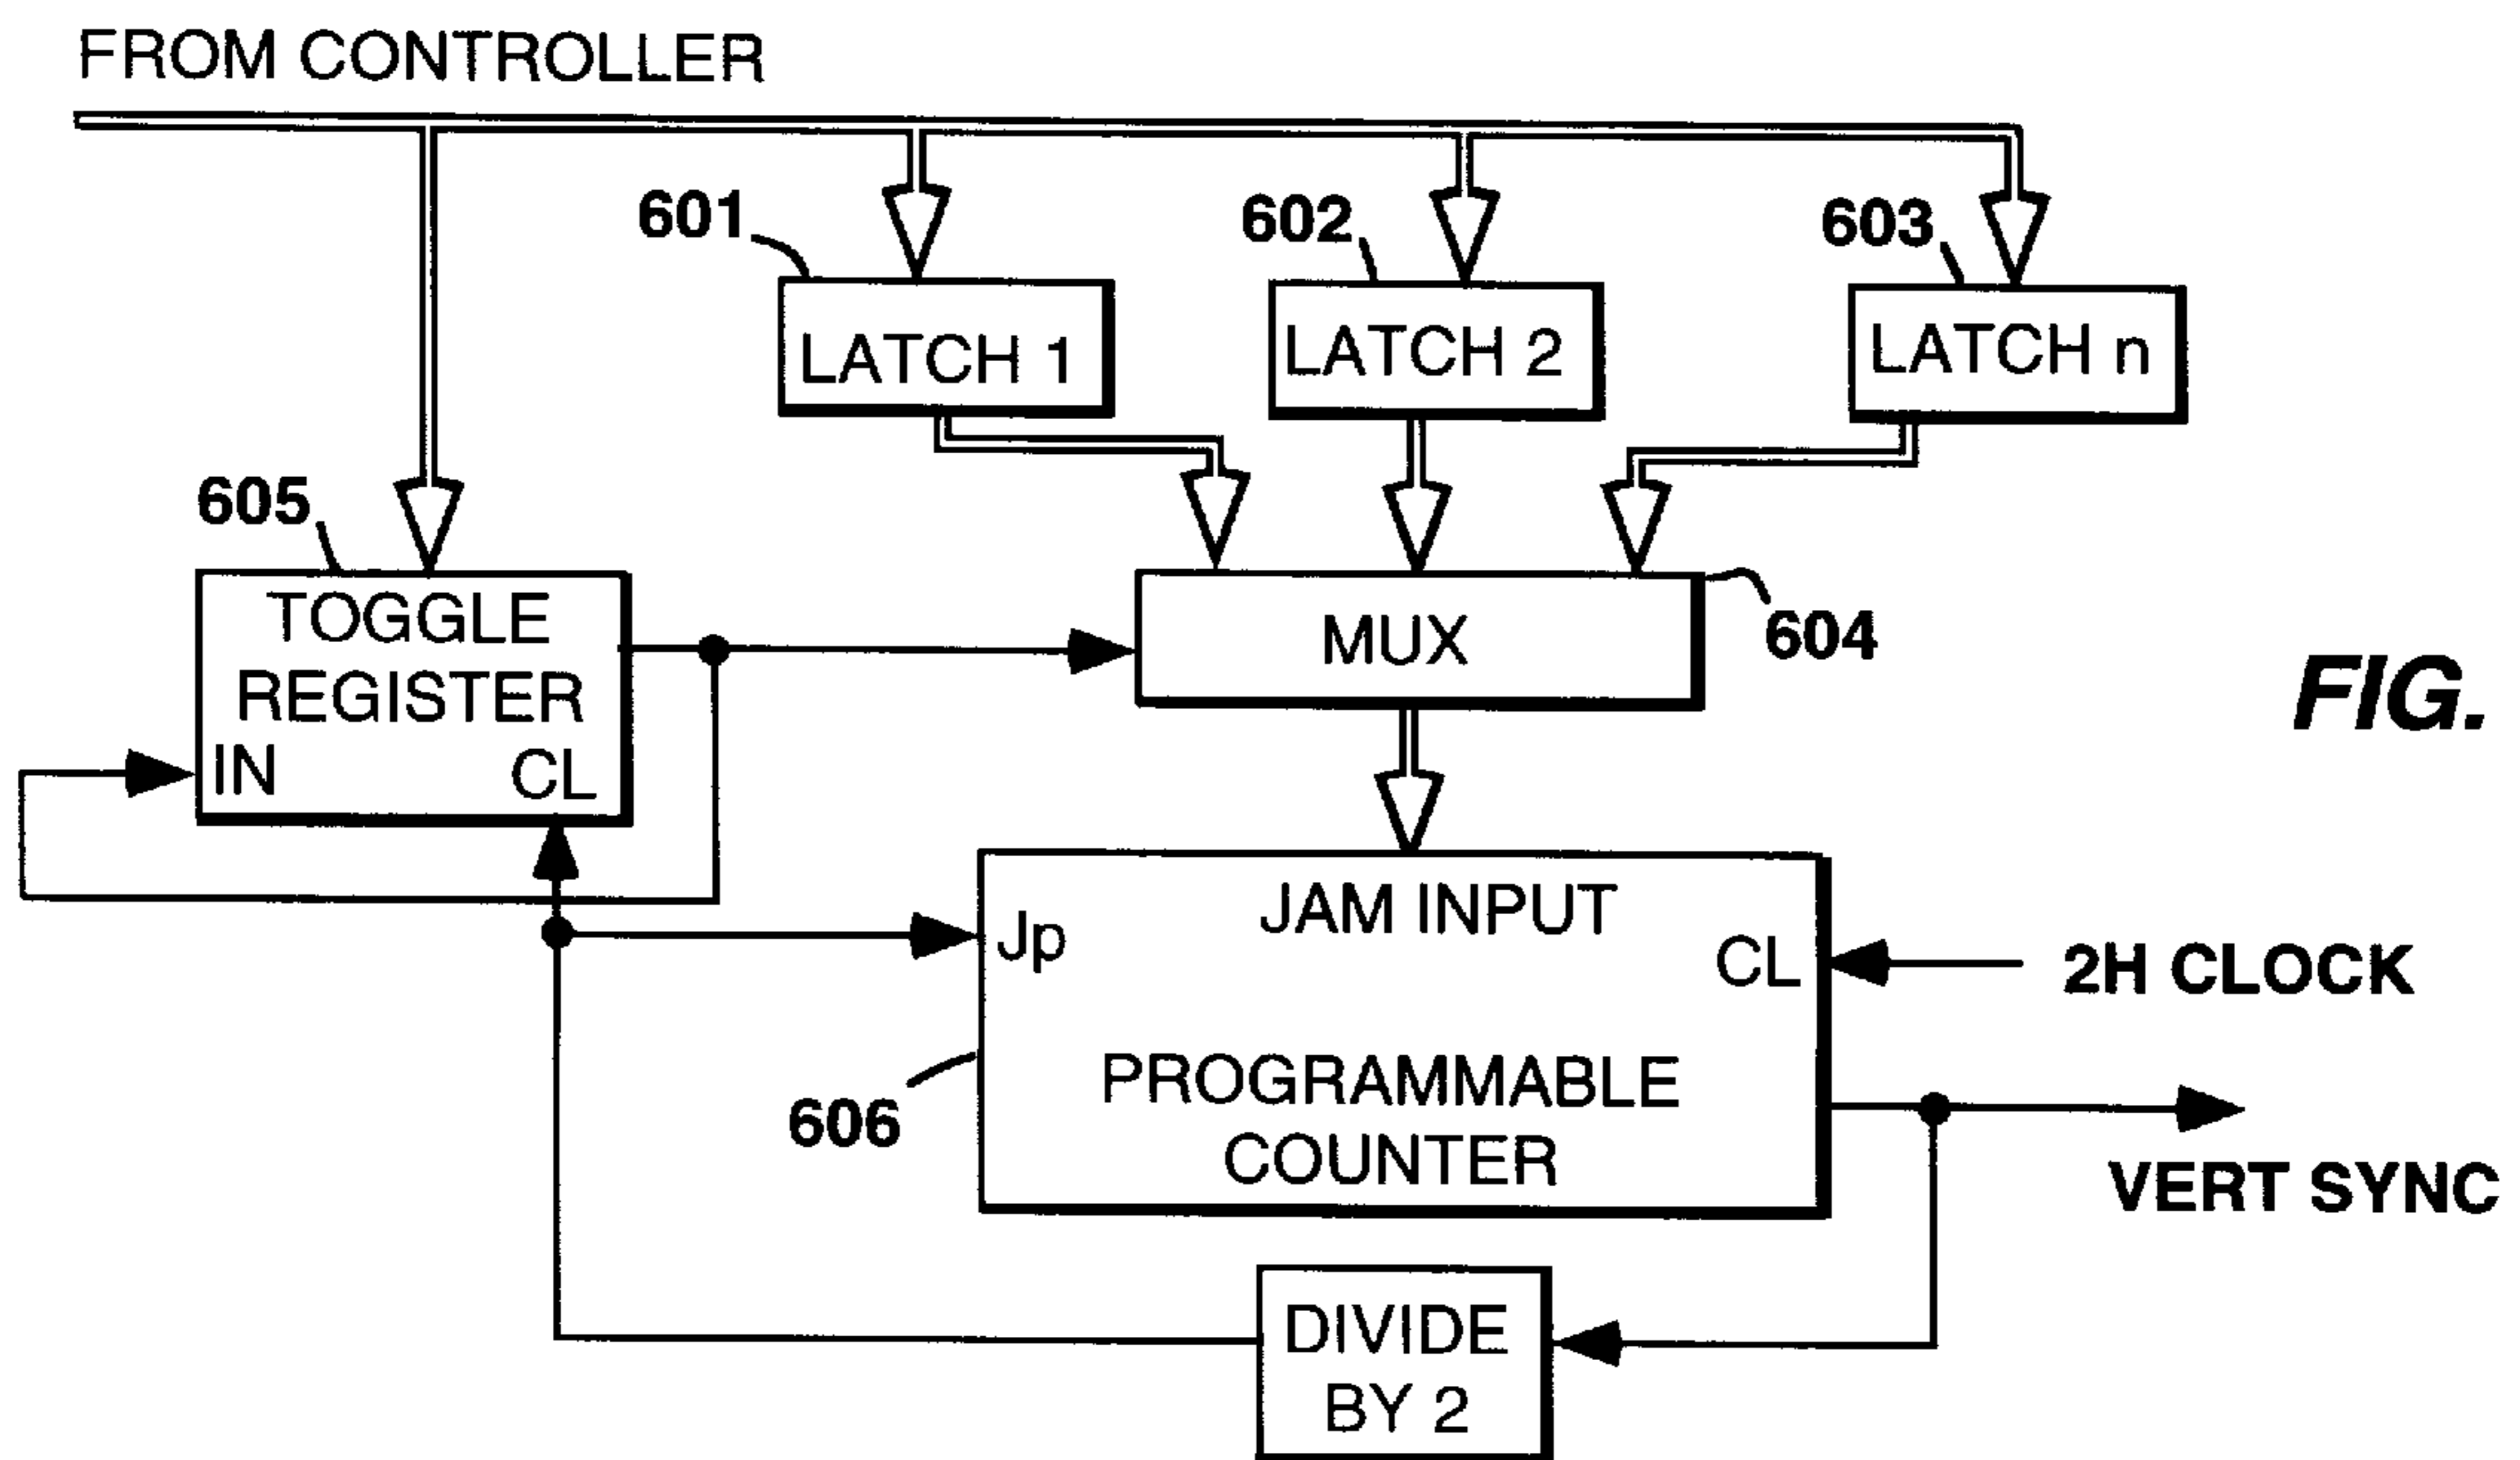 FROM CONTROLLER
601
602
603
LATCH 1
LATCH 2
LATCH n
605
TOGGLE
REGISTER
IN
CL
MUX
604
FIG.
JAM INPUT
Jp
CL
2H CLOCK
606
PROGRAMMABLE
COUNTER
VERT SYNC
DIVIDE
BY 2